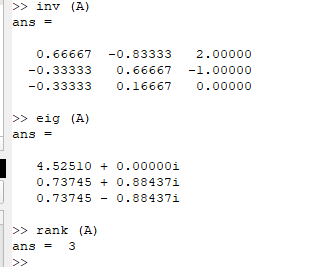 >> inv (A)
ans =
0.66667 -0.83333 2.00000
-0.33333 0.66667 -1.00000
-0.33333 0.16667 0.00000
>> eig (A)
ans =
4.52510 + 0.00000i
0.73745 + 0.88437i
0.73745 - 0.88437i
>> rank (A)
ans = 3
>>